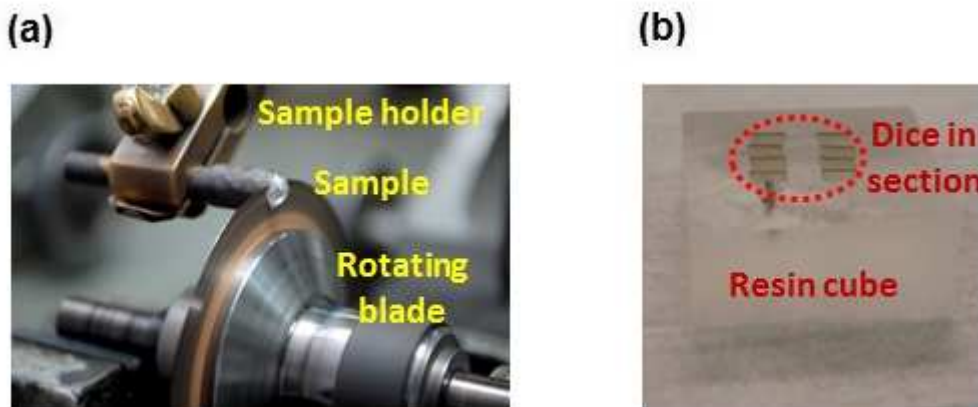 (a)
(b)
Sample holder
Sample
Rotating
blade
Dice in
section
Resin cube